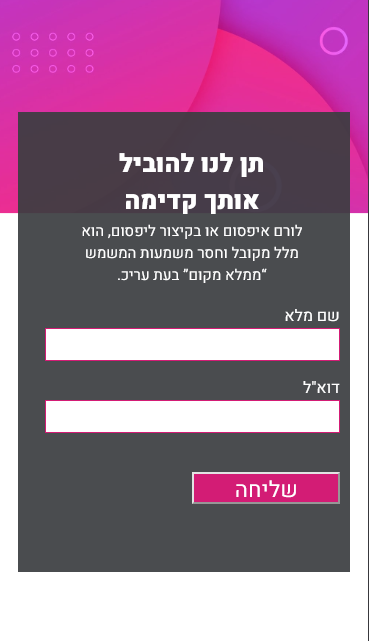 תן לנו להוביל
אותך קדימה
לורם איפסום או בקיצור ליפסום, הוא
מלל מקובל וחסר משמעות המשמש
"ממלא מקום" בעת עריכ.
שם מלא
דוא"ל
שליחה